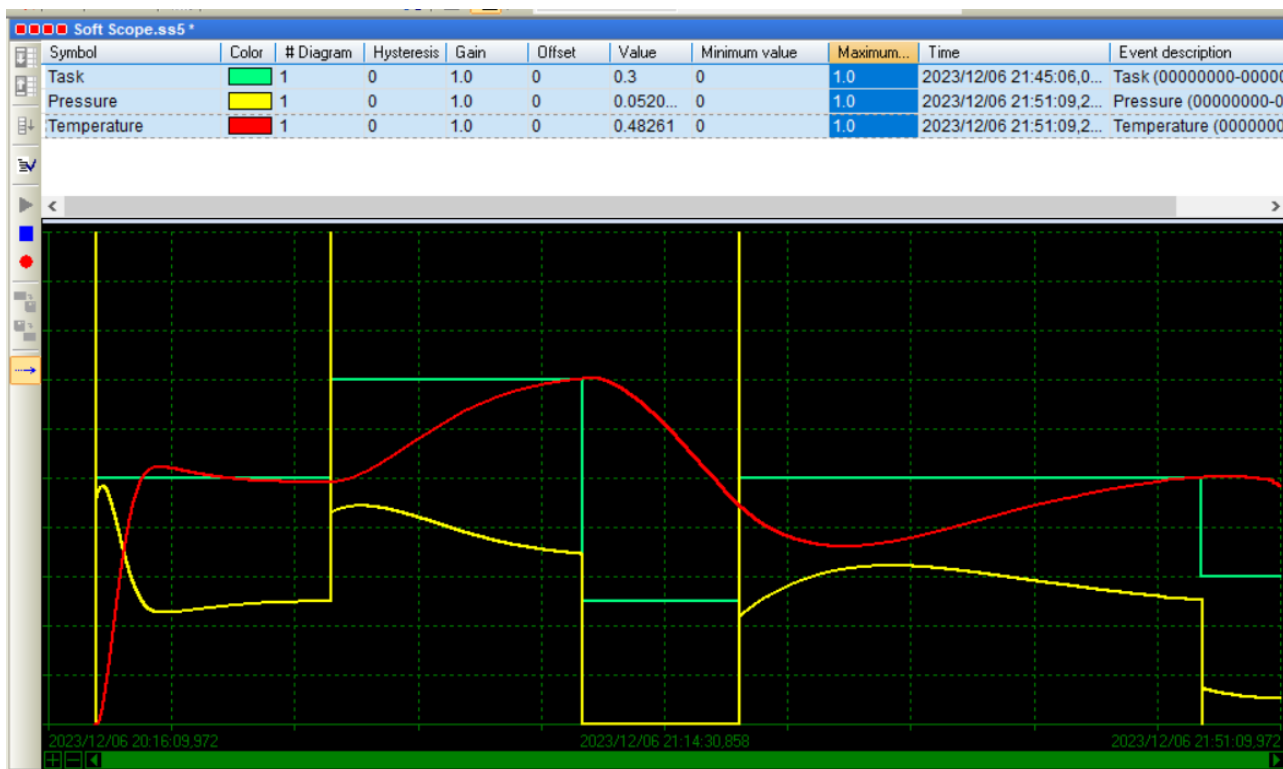 Soft Scope.ss5 *
Symbol Color # Diagram Hysteresis Gain Offset Value Minimum value Maximum... Time Event description
Task 1 0 1.0 0 0.3 0 1.0 2023/12/06 21:45:06,0... Task (00000000-00000
Pressure 1 0 1.0 0 0.0520... 0 1.0 2023/12/06 21:51:09,2... Pressure (00000000-0
Temperature 1 0 1.0 0 0.48261 0 1.0 2023/12/06 21:51:09,2... Temperature (0000000
2023/12/06 20:16:09,972 2023/12/06 21:14:30,858 2023/12/06 21:51:09,972